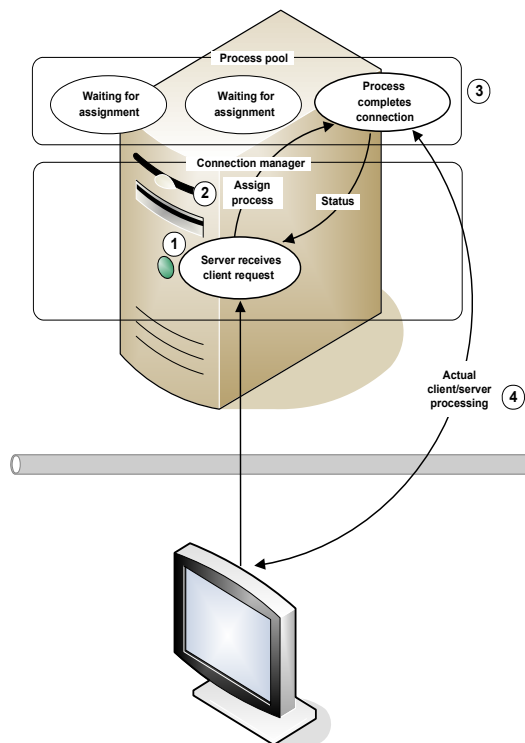 Process pool
Waiting for
assignment
Waiting for
assignment
Process
completes
connection
3
Connection manager
2
Assign
process
Status
1
Server receives
client request
Actual
client/server
processing
4